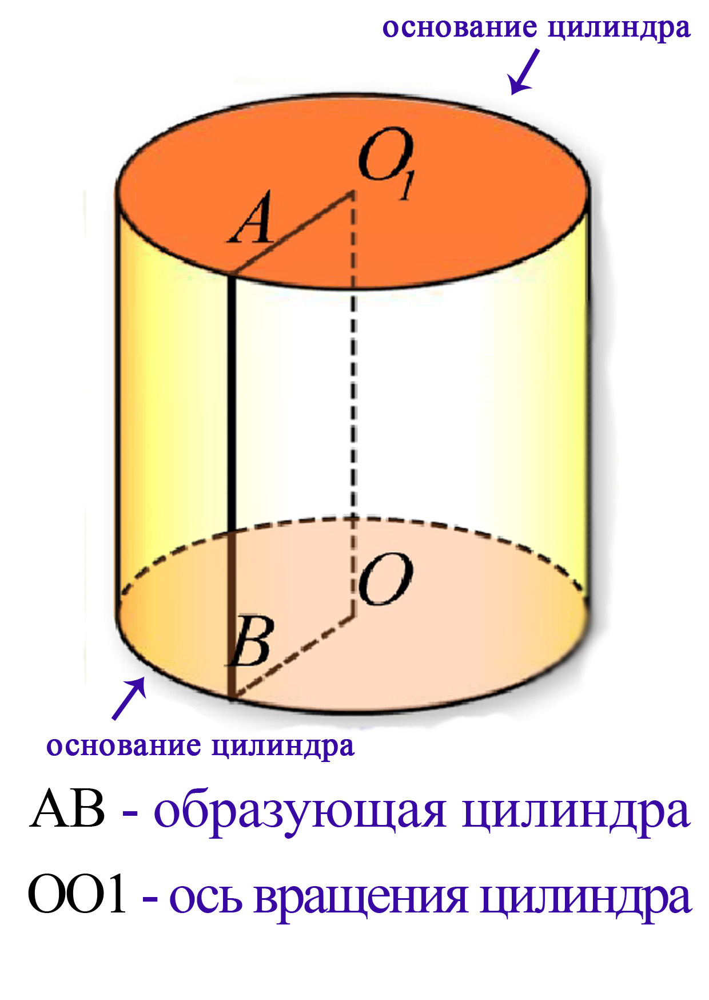 основание цилиндра
O₁
A
O
B
основание цилиндра
AB - образующая цилиндра
OO1 - ось вращения цилиндра